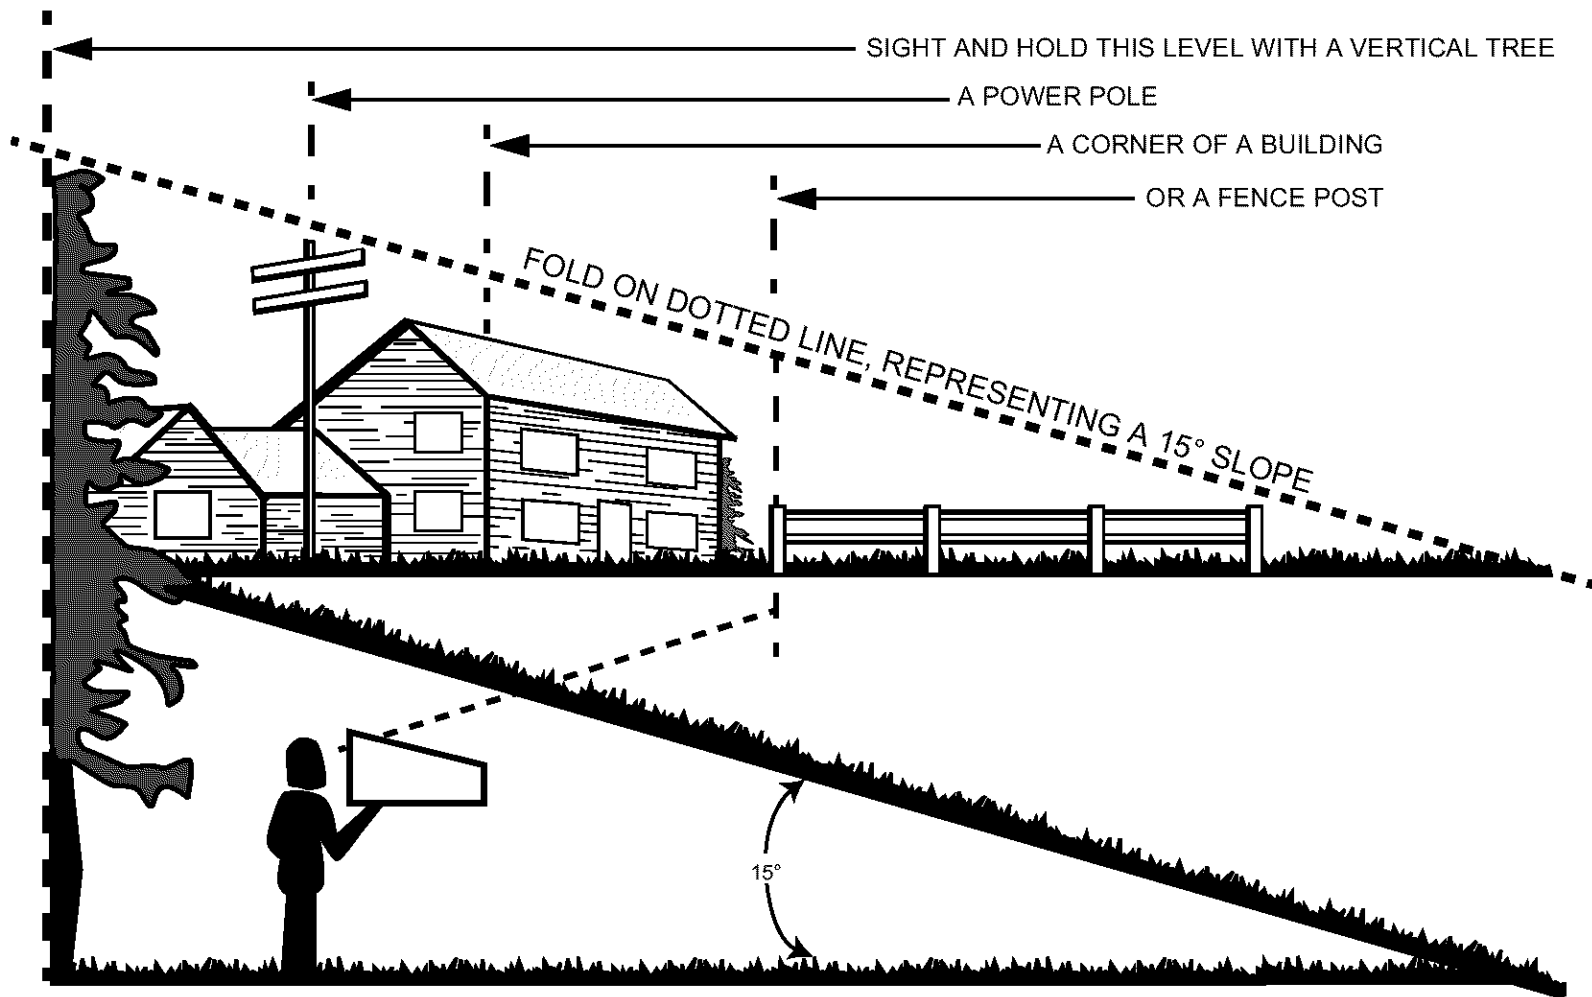 SIGHT AND HOLD THIS LEVEL WITH A VERTICAL TREE
A POWER POLE
A CORNER OF A BUILDING
OR A FENCE POST
FOLD ON DOTTED LINE, REPRESENTING A 15° SLOPE
15°